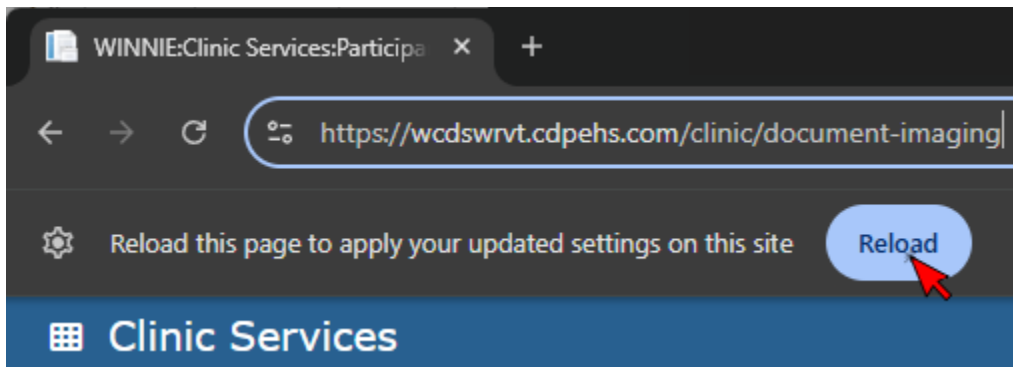 WINNIE:Clinic Services:Participa
https://wcdswrvt.cdpehs.com/clinic/document-imaging
Reload this page to apply your updated settings on this site Reload
Clinic Services